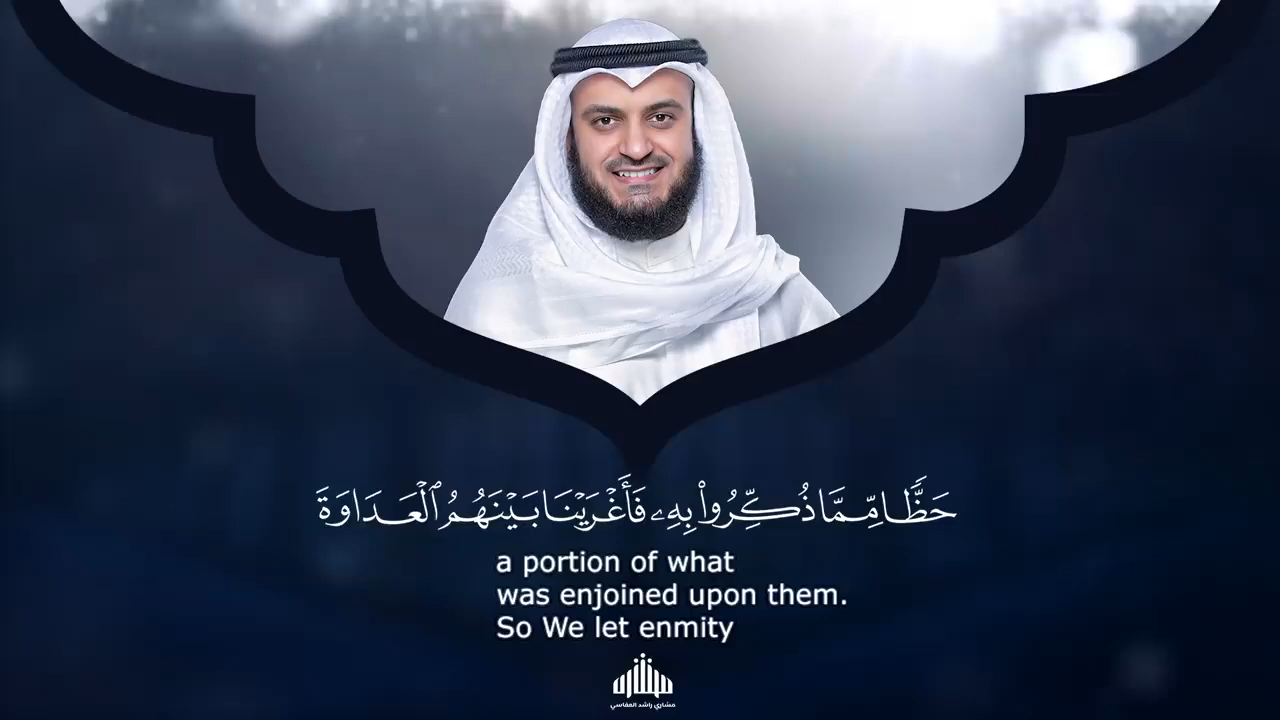 حَظًّا مِّمَّا ذُكِّرُوا۟ بِهِۦ فَأَغْرَيْنَا بَيْنَهُمُ ٱلْعَدَاوَةَ
a portion of what
was enjoined upon them.
So We let enmity
مشاري راشد العفاسي